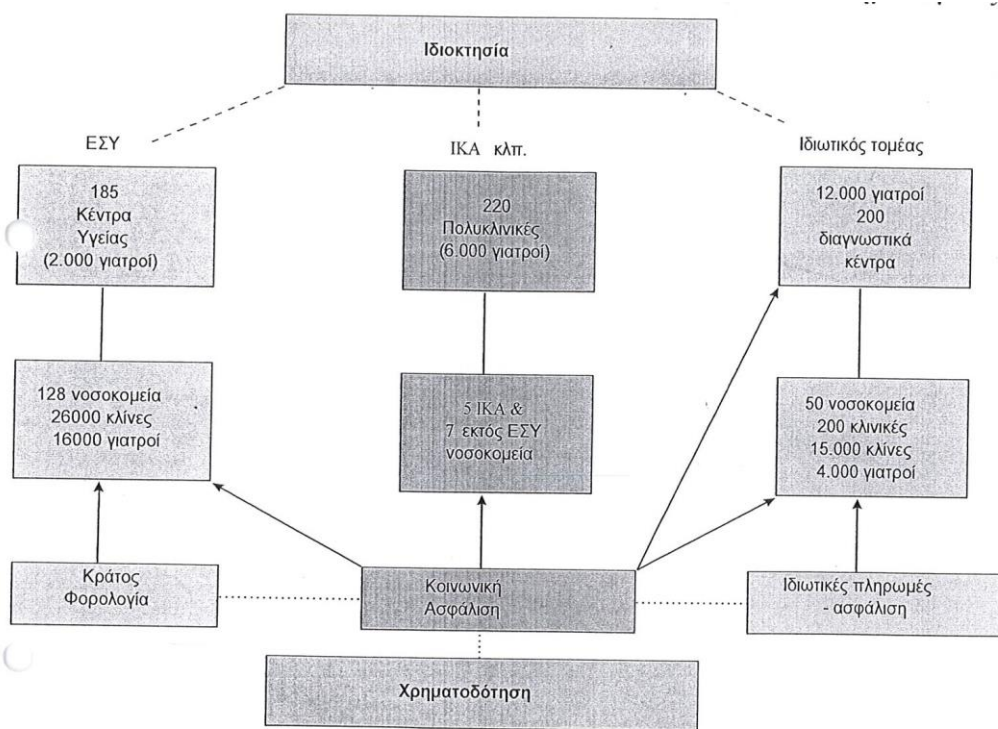 Ιδιοκτησία
ΕΣΥ
ΙΚΑ κλπ.
Ιδιωτικός τομέας
185
Κέντρα
Υγείας
(2.000 γιατροί)
220
Πολυκλινικές
(6.000 γιατροί)
12.000 γιατροί
200
διαγνωστικά
κέντρα
128 νοσοκομεία
26000 κλίνες
16000 γιατροί
5 ΙΚΑ &
7 εκτός ΕΣΥ
νοσοκομεία
50 νοσοκομεία
200 κλινικές
15.000 κλίνες
4.000 γιατροί
Κράτος
Φορολογία
Κοινωνική
Ασφάλιση
Ιδιωτικές πληρωμές
- ασφάλιση
Χρηματοδότηση